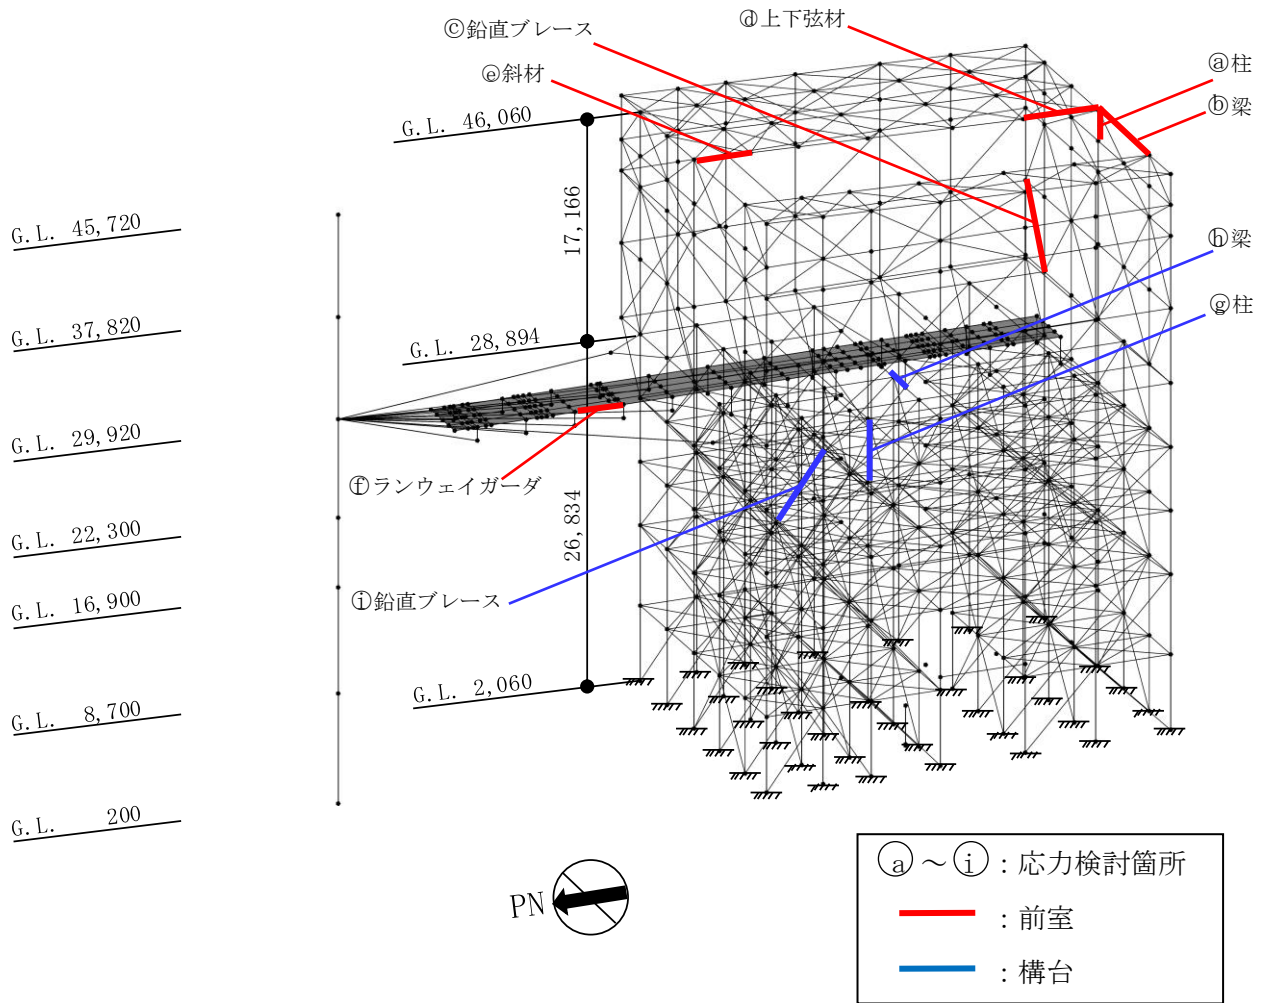 ⓒ鉛直ブレース
ⓓ上下弦材
ⓔ斜材
ⓐ柱
ⓑ梁
G.L. 46,060
17,166
G.L. 45,720
ⓗ梁
ⓖ柱
G.L. 37,820
G.L. 28,894
G.L. 29,920
ⓕランウェイガーダ
26,834
G.L. 22,300
G.L. 16,900
ⓘ鉛直ブレース
G.L. 2,060
G.L. 8,700
G.L. 200
PN
ⓐ～ⓘ：応力検討箇所
：前室
：構台